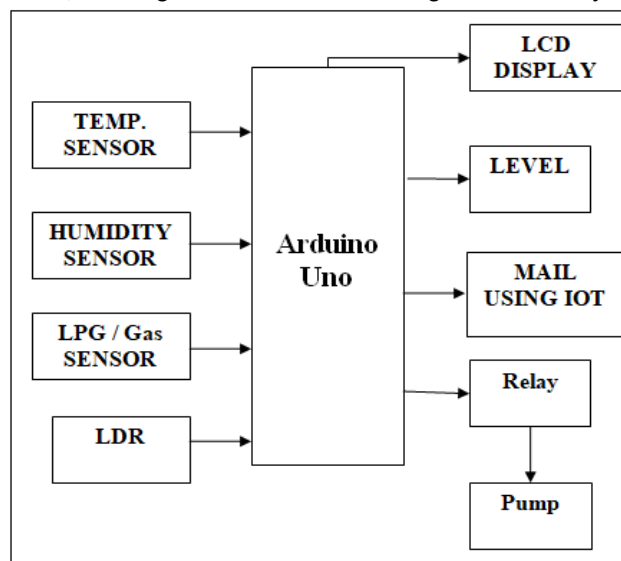 TEMP.
SENSOR
HUMIDITY
SENSOR
LPG / Gas
SENSOR
LDR
Arduino
Uno
LCD
DISPLAY
LEVEL
MAIL
USING IOT
Relay
Pump